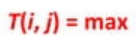 T(i, j) = max